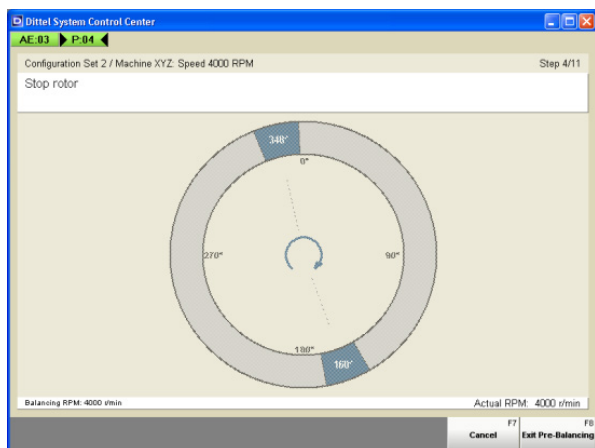 Dittel System Control Center
AE:03 P:04
Configuration Set 2 / Machine XYZ: Speed 4000 RPM Step 4/11
Stop rotor
348°
0°
270° 90°
180°
160°
Balancing RPM: 4000 r/min Actual RPM: 4000 r/min
F7 F8
Cancel Exit Pre-Balancing